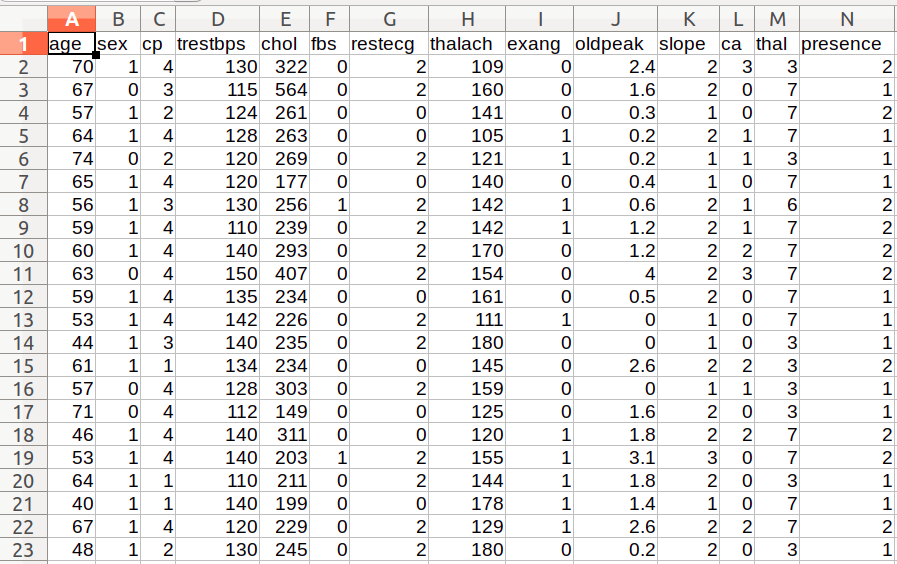 A B C D E F G H I J K L M N
1 age sex cp trestbps chol fbs restecg thalach exang oldpeak slope ca thal presence
2 70 1 4 130 322 0 2 109 0 2.4 2 3 3 2
3 67 0 3 115 564 0 2 160 0 1.6 2 0 7 1
4 57 1 2 124 261 0 0 141 0 0.3 1 0 7 2
5 64 1 4 128 263 0 0 105 1 0.2 2 1 7 1
6 74 0 2 120 269 0 2 121 1 0.2 1 1 3 1
7 65 1 4 120 177 0 0 140 0 0.4 1 0 7 1
8 56 1 3 130 256 1 2 142 1 0.6 2 1 6 2
9 59 1 4 110 239 0 2 142 1 1.2 2 1 7 2
10 60 1 4 140 293 0 2 170 0 1.2 2 2 7 2
11 63 0 4 150 407 0 2 154 0 4 2 3 7 2
12 59 1 4 135 234 0 0 161 0 0.5 2 0 7 1
13 53 1 4 142 226 0 2 111 1 0 1 0 7 1
14 44 1 3 140 235 0 2 180 0 0 1 0 3 1
15 61 1 1 134 234 0 0 145 0 2.6 2 2 3 2
16 57 0 4 128 303 0 2 159 0 0 1 1 3 1
17 71 0 4 112 149 0 0 125 0 1.6 2 0 3 1
18 46 1 4 140 311 0 0 120 1 1.8 2 2 7 2
19 53 1 4 140 203 1 2 155 1 3.1 3 0 7 2
20 64 1 1 110 211 0 2 144 1 1.8 2 0 3 1
21 40 1 1 140 199 0 0 178 1 1.4 1 0 7 1
22 67 1 4 120 229 0 2 129 1 2.6 2 2 7 2
23 48 1 2 130 245 0 2 180 0 0.2 2 0 3 1